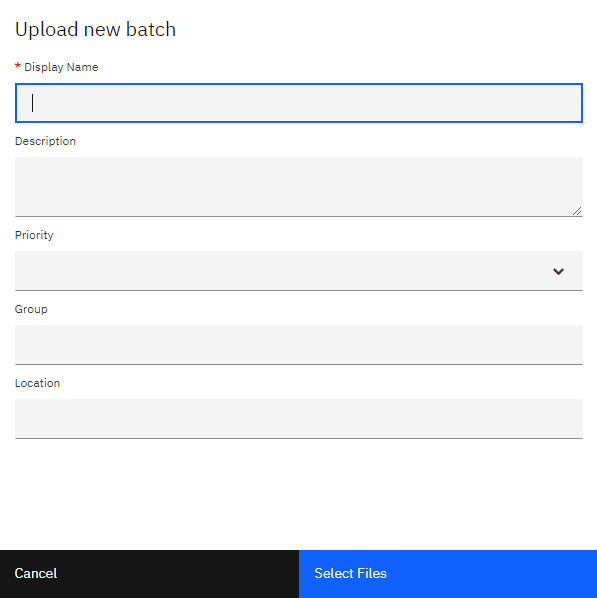 Upload new batch
* Display Name
Description
Priority
Group
Location
Cancel
Select Files